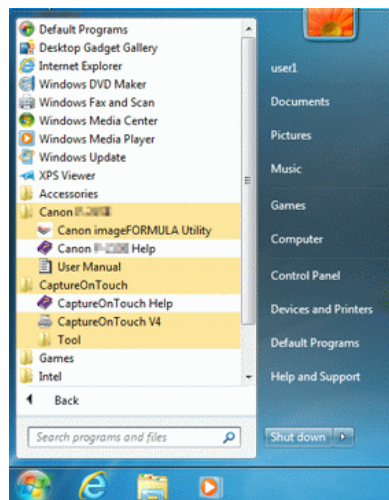 Default Programs
Desktop Gadget Gallery
Internet Explorer
Windows DVD Maker
Windows Fax and Scan
Windows Media Center
Windows Media Player
Windows Update
XPS Viewer
Accessories
Canon
Canon imageFORMULA Utility
Canon Help
User Manual
CaptureOnTouch
CaptureOnTouch Help
CaptureOnTouch V4
Tool
Games
Intel
Back
Search programs and files
user1
Documents
Pictures
Music
Games
Computer
Control Panel
Devices and Printers
Default Programs
Help and Support
Shut down